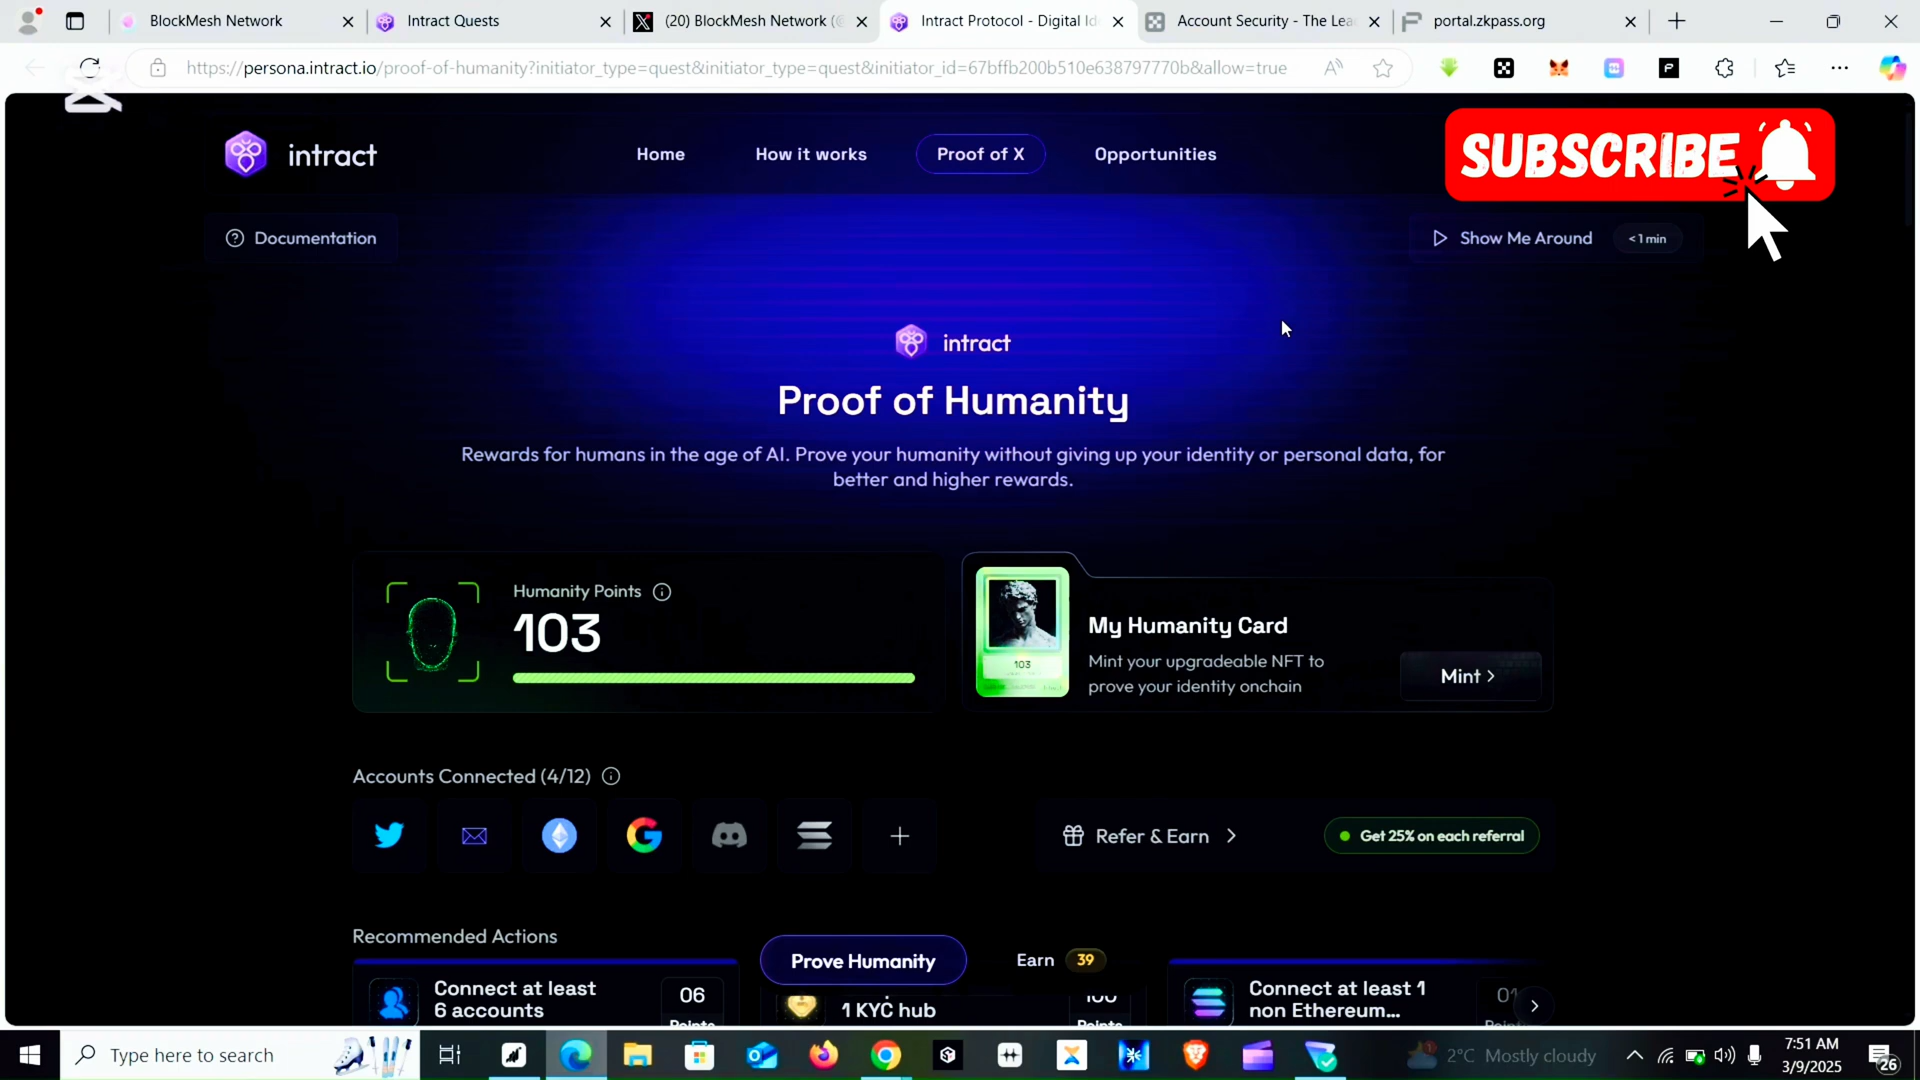 BlockMesh Network
Intract Quests
(20) BlockMesh Network (@
Intract Protocol - Digital Id
Account Security - The Lea
portal.zkpass.org
https://persona.intract.io/proof-of-humanity?initiator_type=quest&initiator_type=quest&initiator_id=67bffb200b510e638797770b&allow=true
intract
Home
How it works
Proof of X
Opportunities
SUBSCRIBE
Documentation
Show Me Around
< 1 min
intract
Proof of Humanity
Rewards for humans in the age of AI. Prove your humanity without giving up your identity or personal data, for
better and higher rewards.
Humanity Points
103
103
My Humanity Card
Mint your upgradeable NFT to
prove your identity onchain
Mint >
Accounts Connected (4/12)
Refer & Earn
Get 25% on each referral
Recommended Actions
Connect at least
6 accounts
06
Points
Prove Humanity
Earn
39
1 KYC hub
100
Points
Connect at least 1
non Ethereum...
Type here to search
2°C Mostly cloudy
7:51 AM
3/9/2025
26